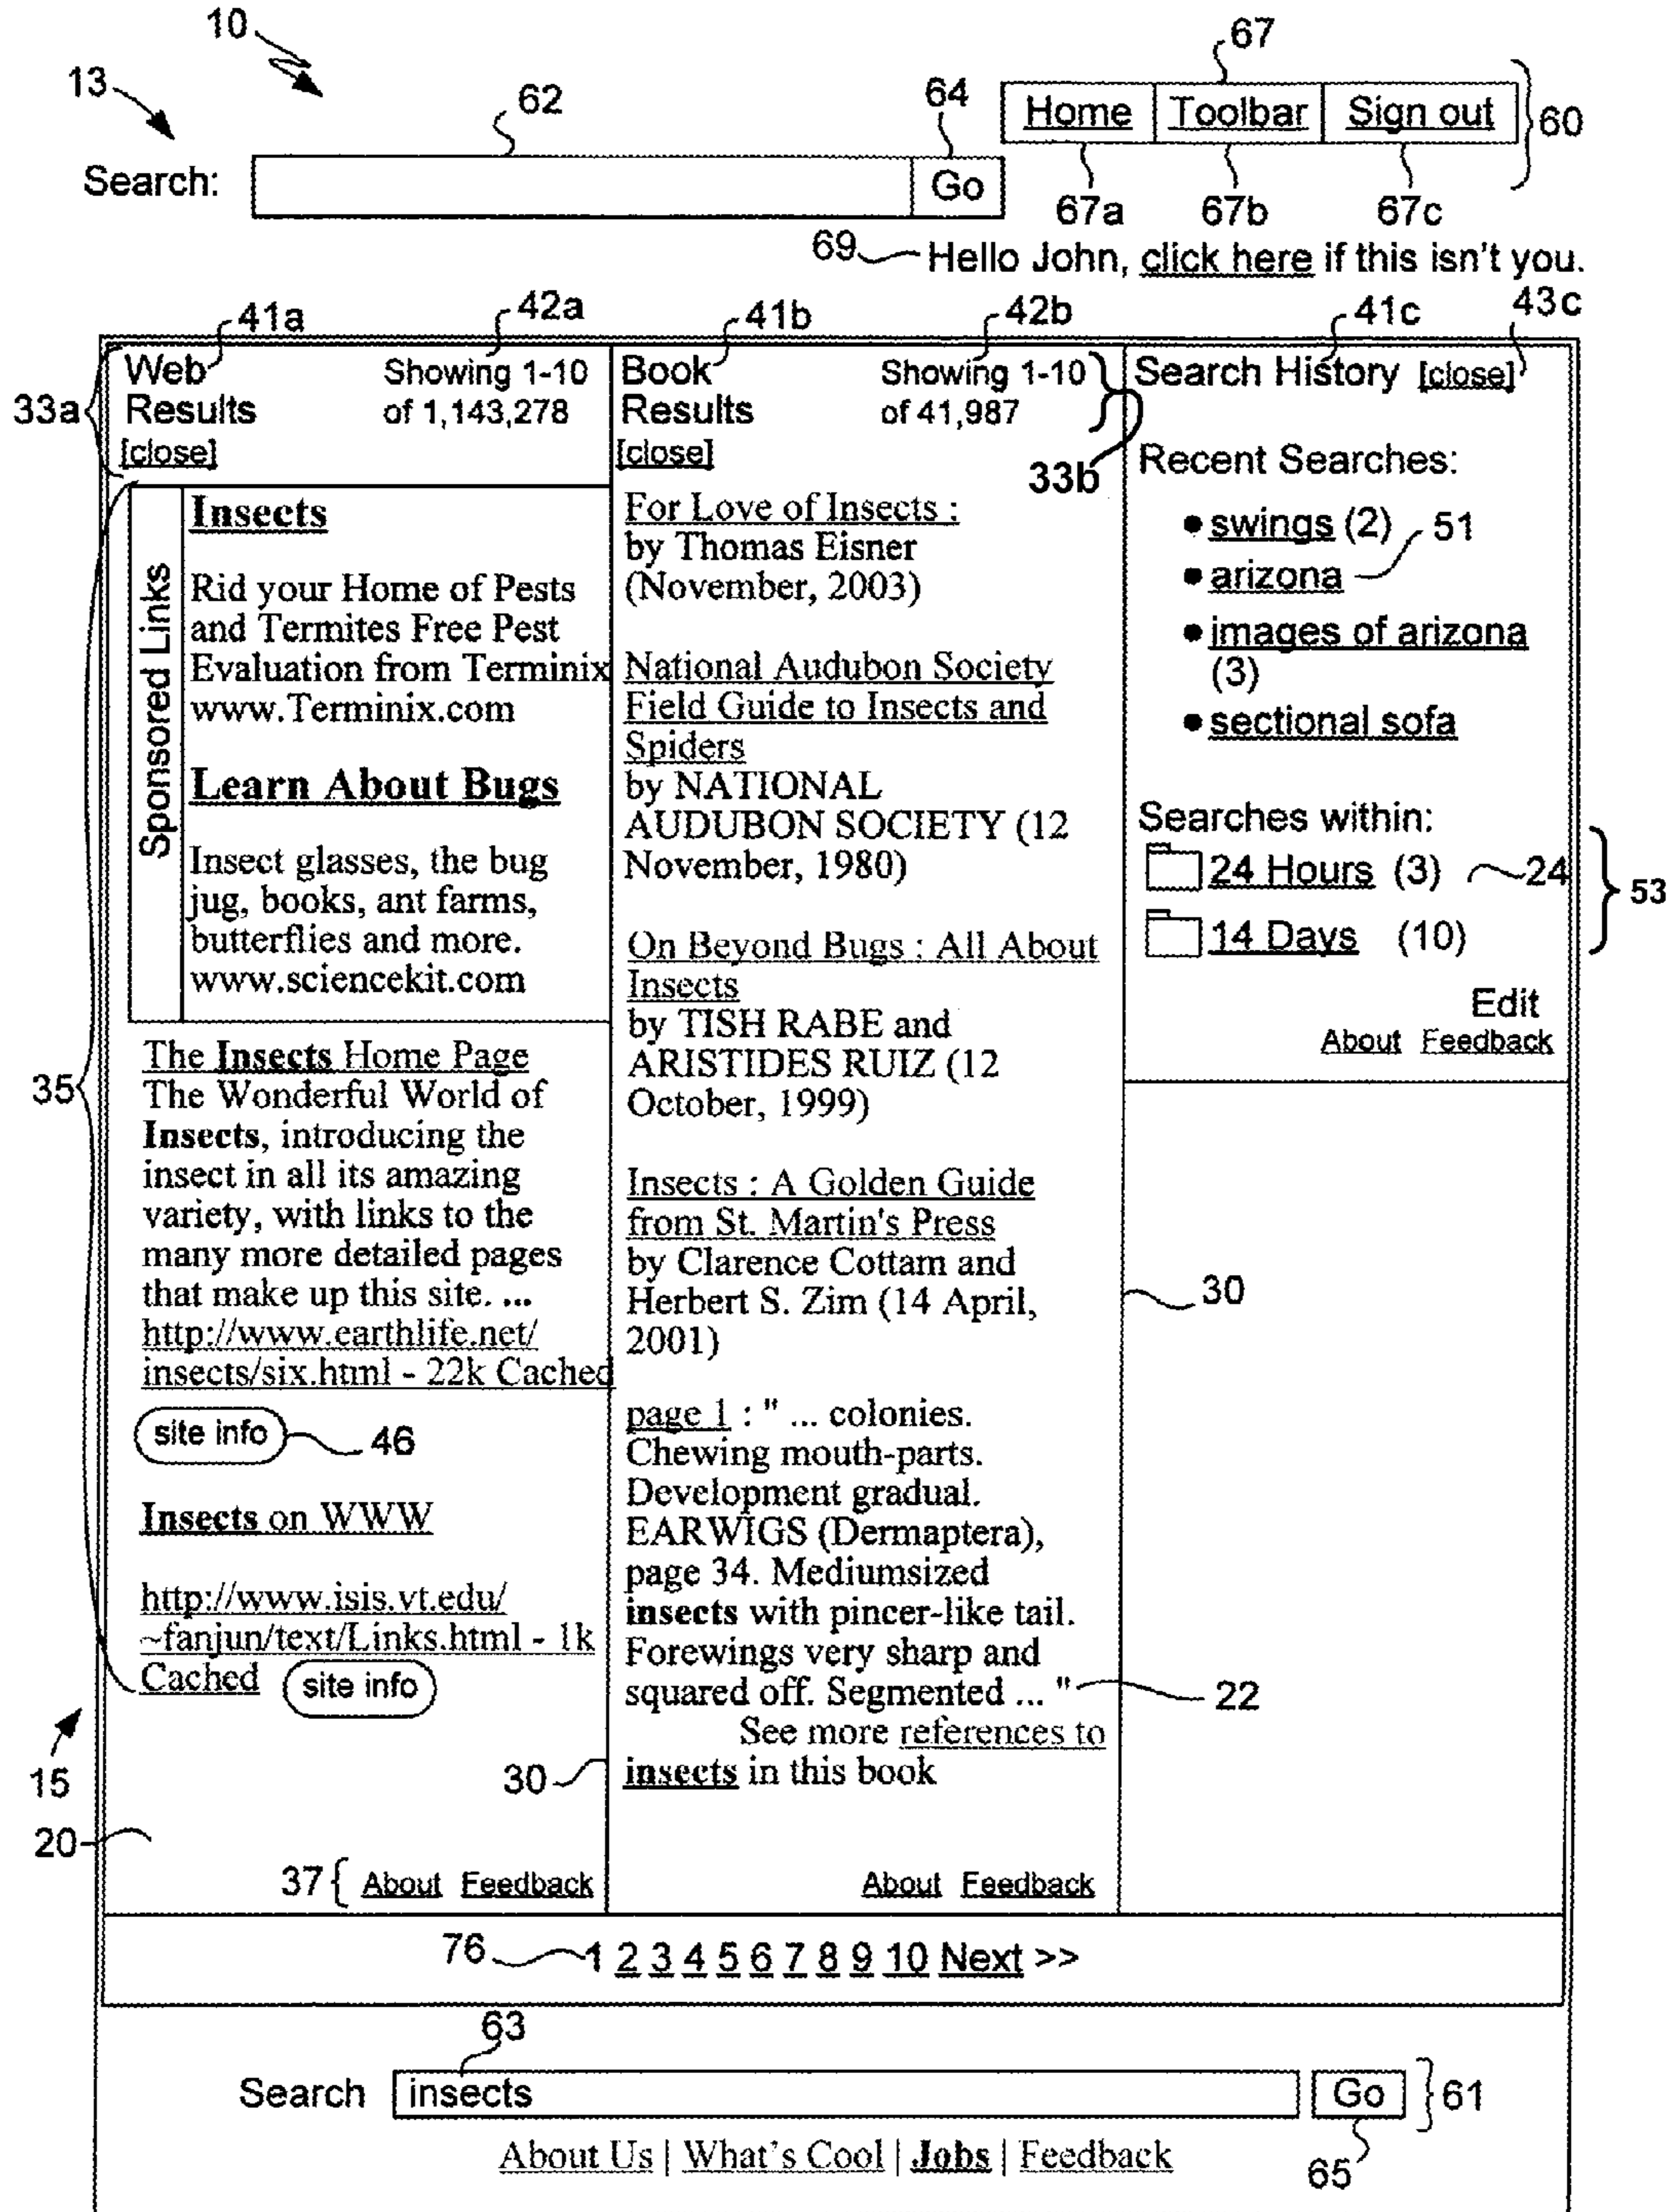 10
67
13
62
64
Home Toolbar Sign out
60
Search:
Go
67a 67b 67c
69
Hello John, click here if this isn't you.
41a
42a
41b
42b
41c
43c
33a
Web Results
Showing 1-10
of 1,143,278
[close]
Book
Results
Showing 1-10
of 41,987
[close]
33b
Search History [close]
Sponsored Links
Insects
Rid your Home of Pests
and Termites Free Pest
Evaluation from Terminix
www.Terminix.com
Learn About Bugs
Insect glasses, the bug
jug, books, ant farms,
butterflies and more.
www.sciencekit.com
35
The Insects Home Page
The Wonderful World of
Insects, introducing the
insect in all its amazing
variety, with links to the
many more detailed pages
that make up this site. ...
http://www.earthlife.net/
insects/six.html - 22k Cached
site info
46
Insects on WWW
http://www.isis.vt.edu/
~fanjun/text/Links.html - 1k
Cached site info
15
20
30
37 { About Feedback
For Love of Insects :
by Thomas Eisner
(November, 2003)
National Audubon Society
Field Guide to Insects and
Spiders
by NATIONAL
AUDUBON SOCIETY (12
November, 1980)
On Beyond Bugs : All About
Insects
by TISH RABE and
ARISTIDES RUIZ (12
October, 1999)
Insects : A Golden Guide
from St. Martin's Press
by Clarence Cottam and
Herbert S. Zim (14 April,
2001)
page 1 : " ... colonies.
Chewing mouth-parts.
Development gradual.
EARWIGS (Dermaptera),
page 34. Mediumsized
insects with pincer-like tail.
Forewings very sharp and
squared off. Segmented ... "
22
See more references to
insects in this book
About Feedback
Recent Searches:
• swings (2)
51
• arizona
• images of arizona
(3)
• sectional sofa
Searches within:
24 Hours (3)
24
53
14 Days (10)
Edit
About Feedback
30
76
1 2 3 4 5 6 7 8 9 10 Next >>
63
Search insects Go
61
65
About Us | What's Cool | Jobs | Feedback